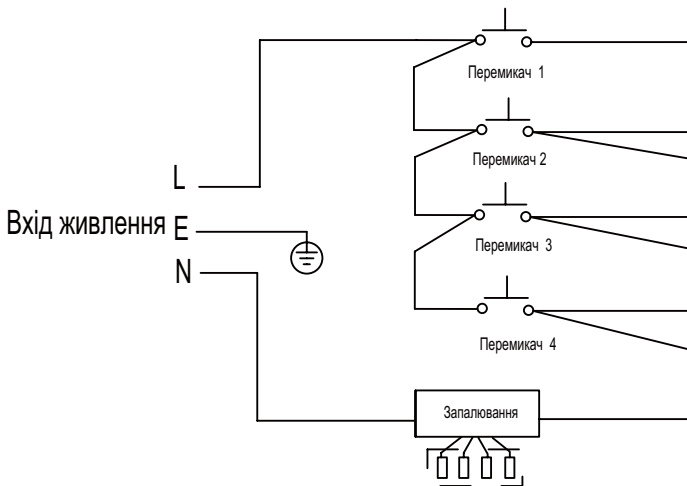 Перемикач 1
Перемикач 2
L
Вхід живлення E
Перемикач 3
N
Перемикач 4
Запалювання